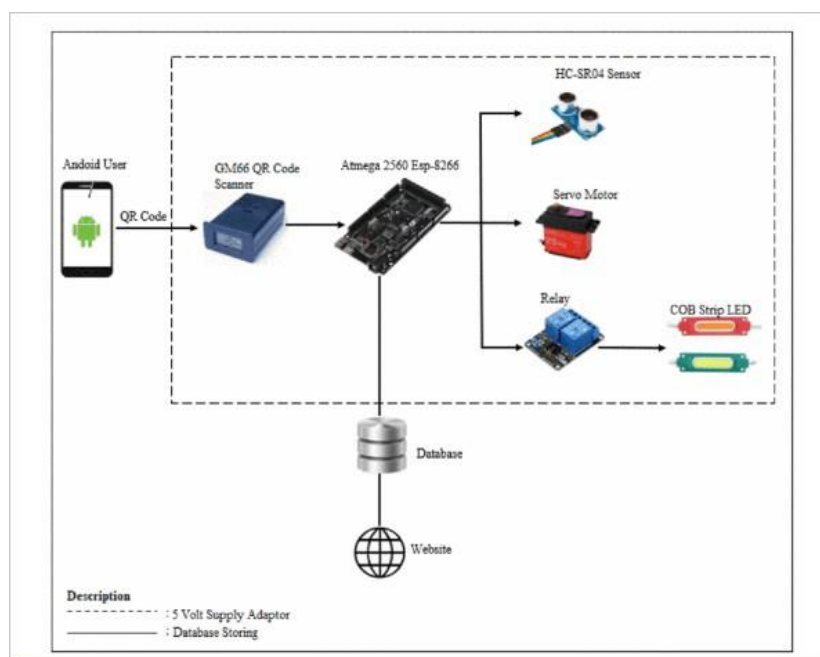 HC-SR04 Sensor
Andoid User
GM66 QR Code
Scanner
Atmega 2560 Esp-8266
QR Code
Servo Motor
Relay
COB Strip LED
Database
Website
Description
: 5 Volt Supply Adaptor
: Database Storing